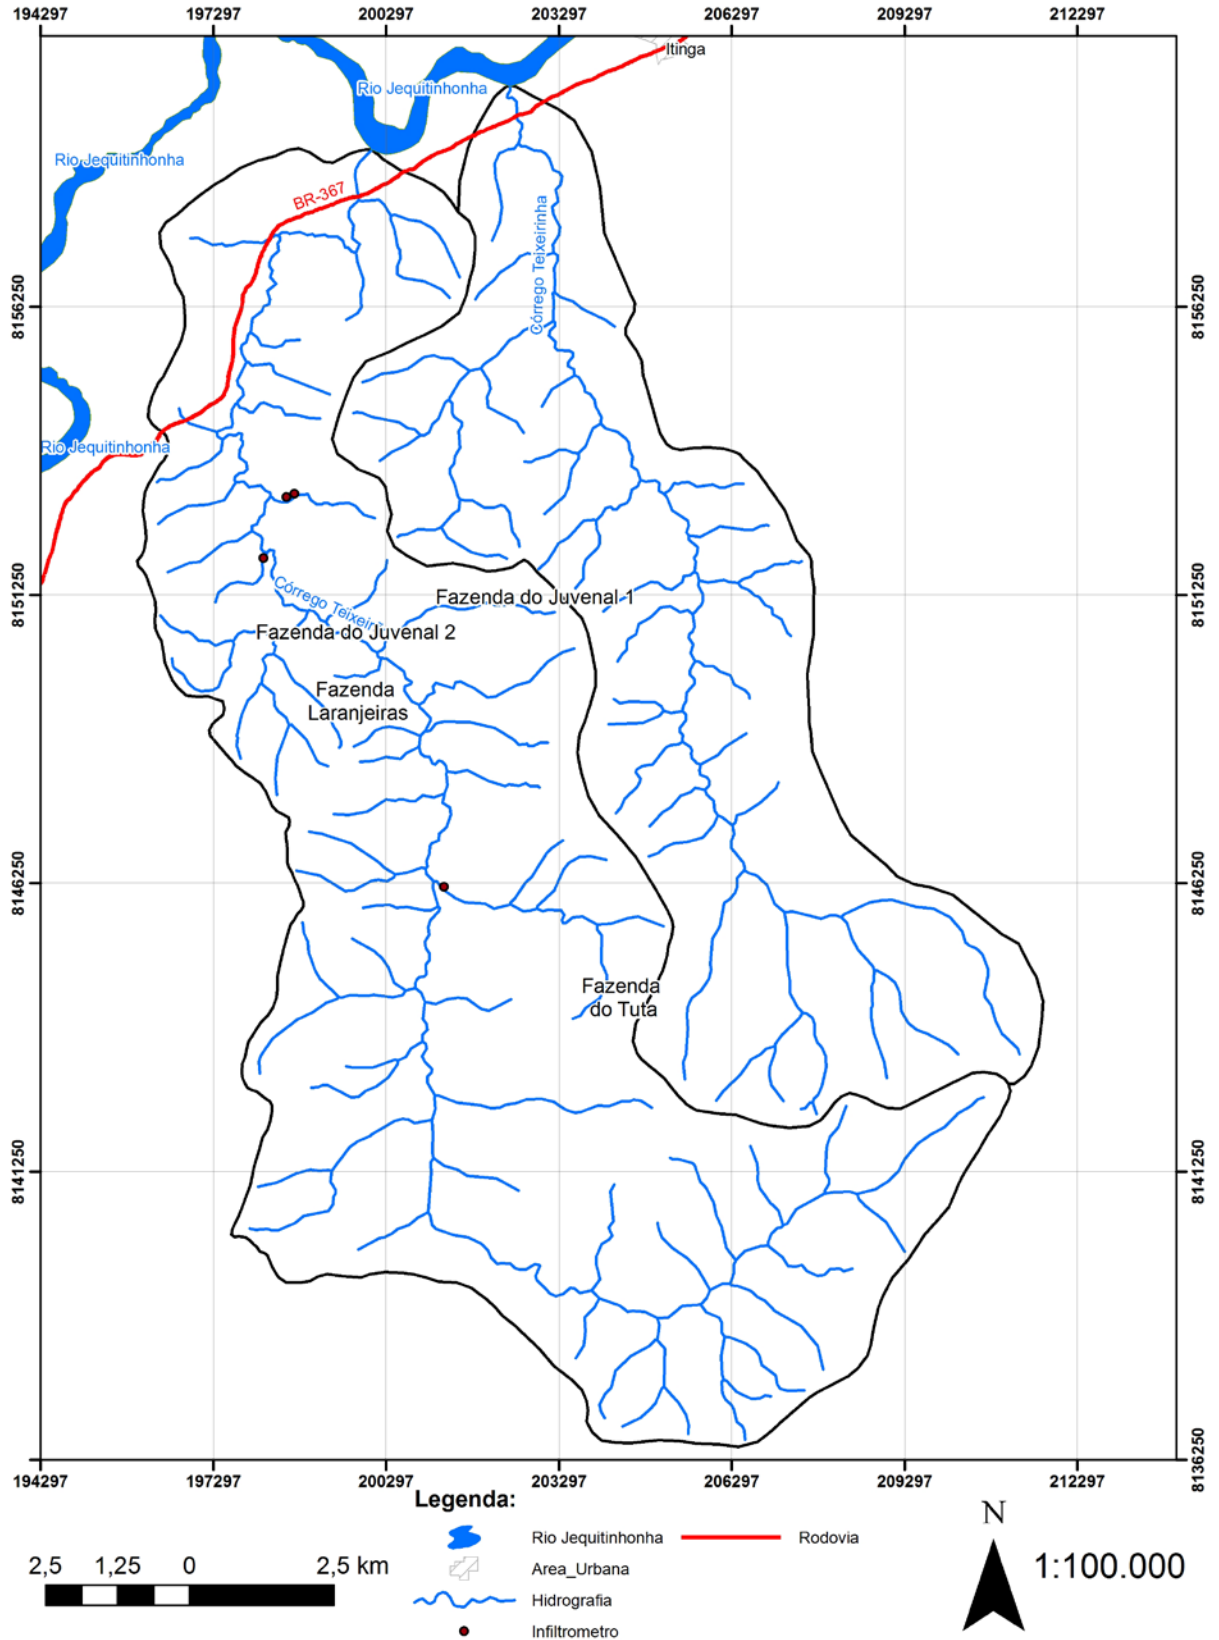 194297 197297 200297 203297 206297 209297 212297
Itinga
Rio Jequitinhonha
Rio Jequitinhonha
BR-367
Córrego Teixeirinha
8156250
8156250
Rio Jequitinhonha
8151250
8151250
Córrego Teixeiri
Fazenda do Juvenal 1
Fazenda do Juvenal 2
Fazenda
Laranjeiras
8146250
8146250
Fazenda
do Tuta
8141250
8141250
8136250
194297 197297 200297 203297 206297 209297 212297
Legenda:
Rio Jequitinhonha
Rodovia
Area_Urbana
Hidrografia
Infiltrometro
2,5 1,25 0 2,5 km
N
1:100.000